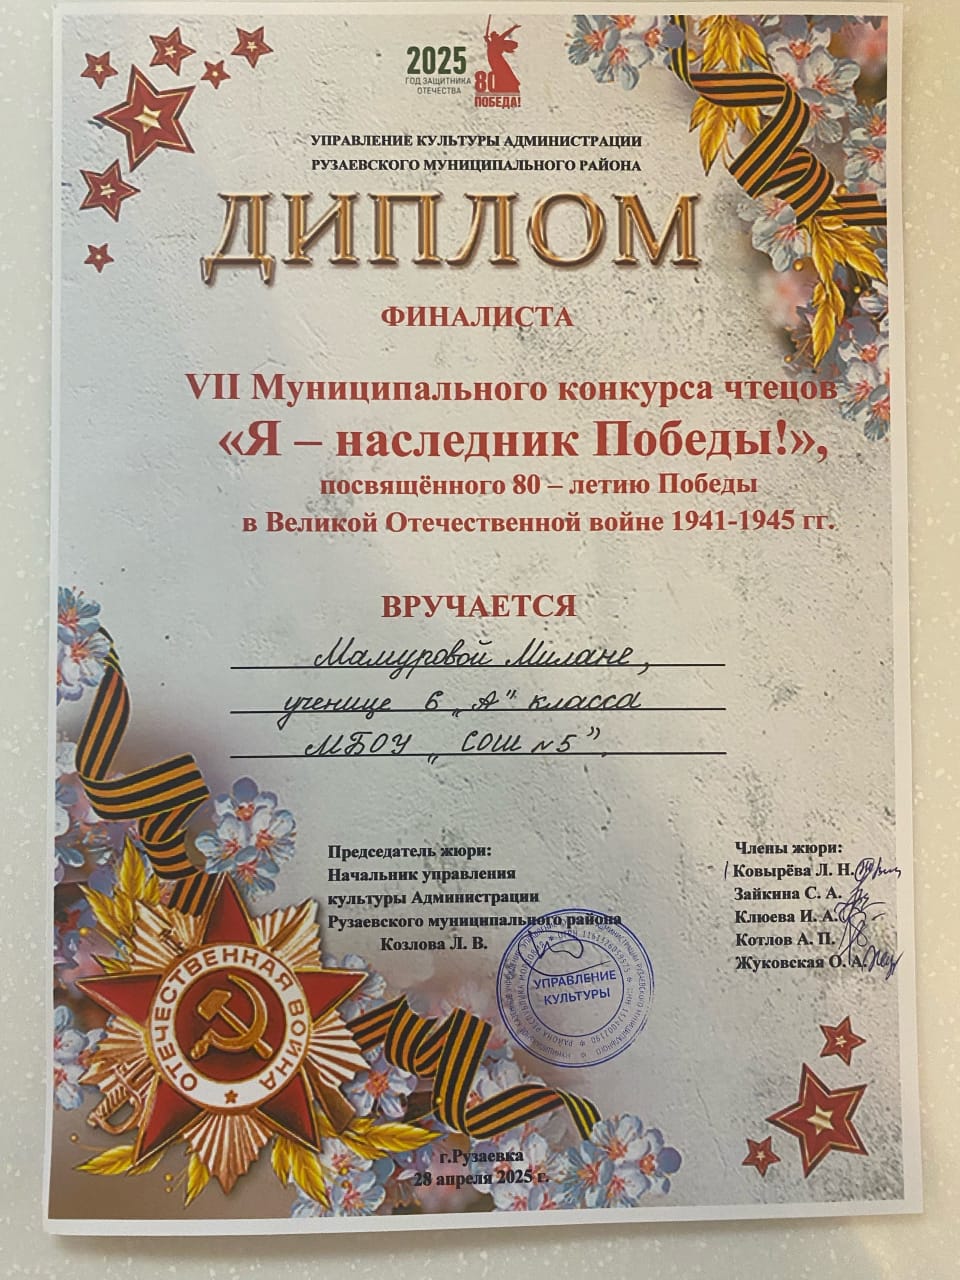 2025
ГОД ЗАЩИТНИКА
ОТЕЧЕСТВА
80
ПОБЕДА!
УПРАВЛЕНИЕ КУЛЬТУРЫ АДМИНИСТРАЦИИ
РУЗАЕВСКОГО МУНИЦИПАЛЬНОГО РАЙОНА
ДИПЛОМ
ФИНАЛИСТА
VII Муниципального конкурса чтецов
«Я – наследник Победы!»,
посвящённого 80 – летию Победы
в Великой Отечественной войне 1941-1945 гг.
ВРУЧАЕТСЯ
Мамуровой Милане,
ученице 6 „А" класса
МБОУ „СОШ №5"
Председатель жюри:
Начальник управления
культуры Администрации
Рузаевского муниципального района
Козлова Л. В.
Члены жюри:
Ковырёва Л. Н.
Зайкина С. А.
Клюева И. А.
Котлов А. П.
Жуковская О. А.
УПРАВЛЕНИЕ
КУЛЬТУРЫ
ОТЕЧЕСТВЕННАЯ ВОЙНА
г.Рузаевка
28 апреля 2025 г.